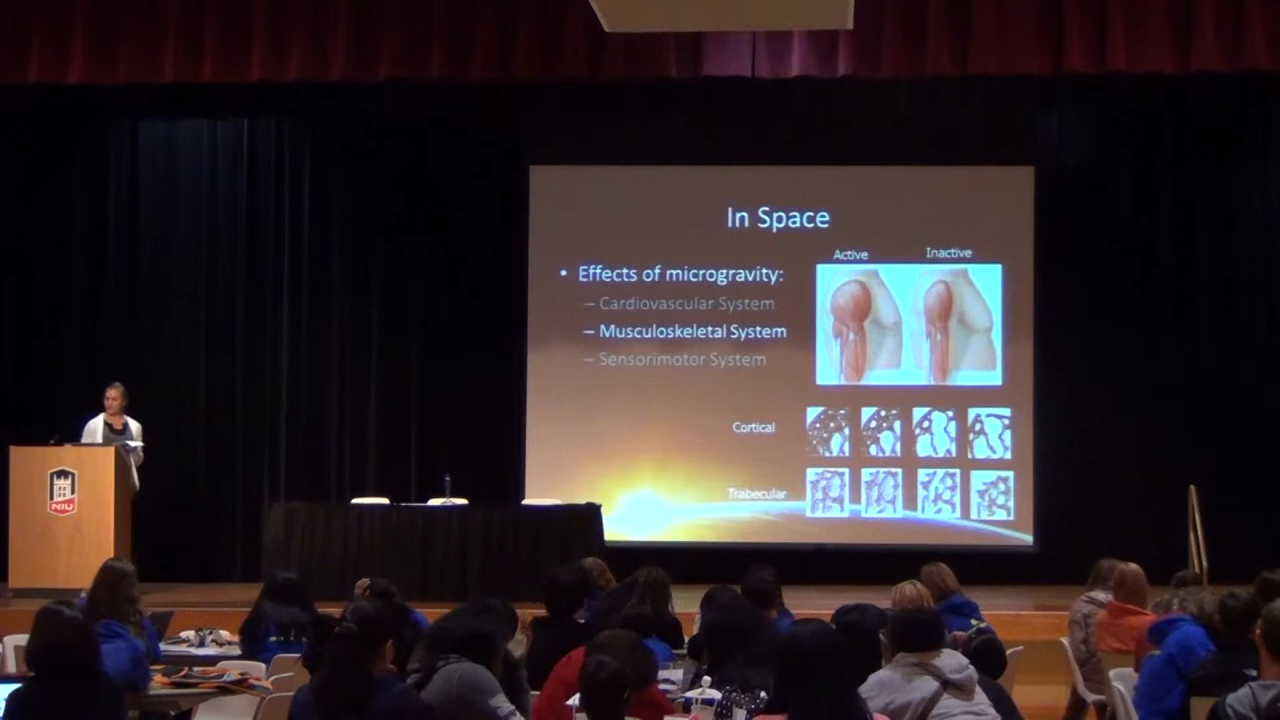 In Space
Active Inactive
• Effects of microgravity:
– Cardiovascular System
– Musculoskeletal System
– Sensorimotor System
Cortical
Trabecular
NIU